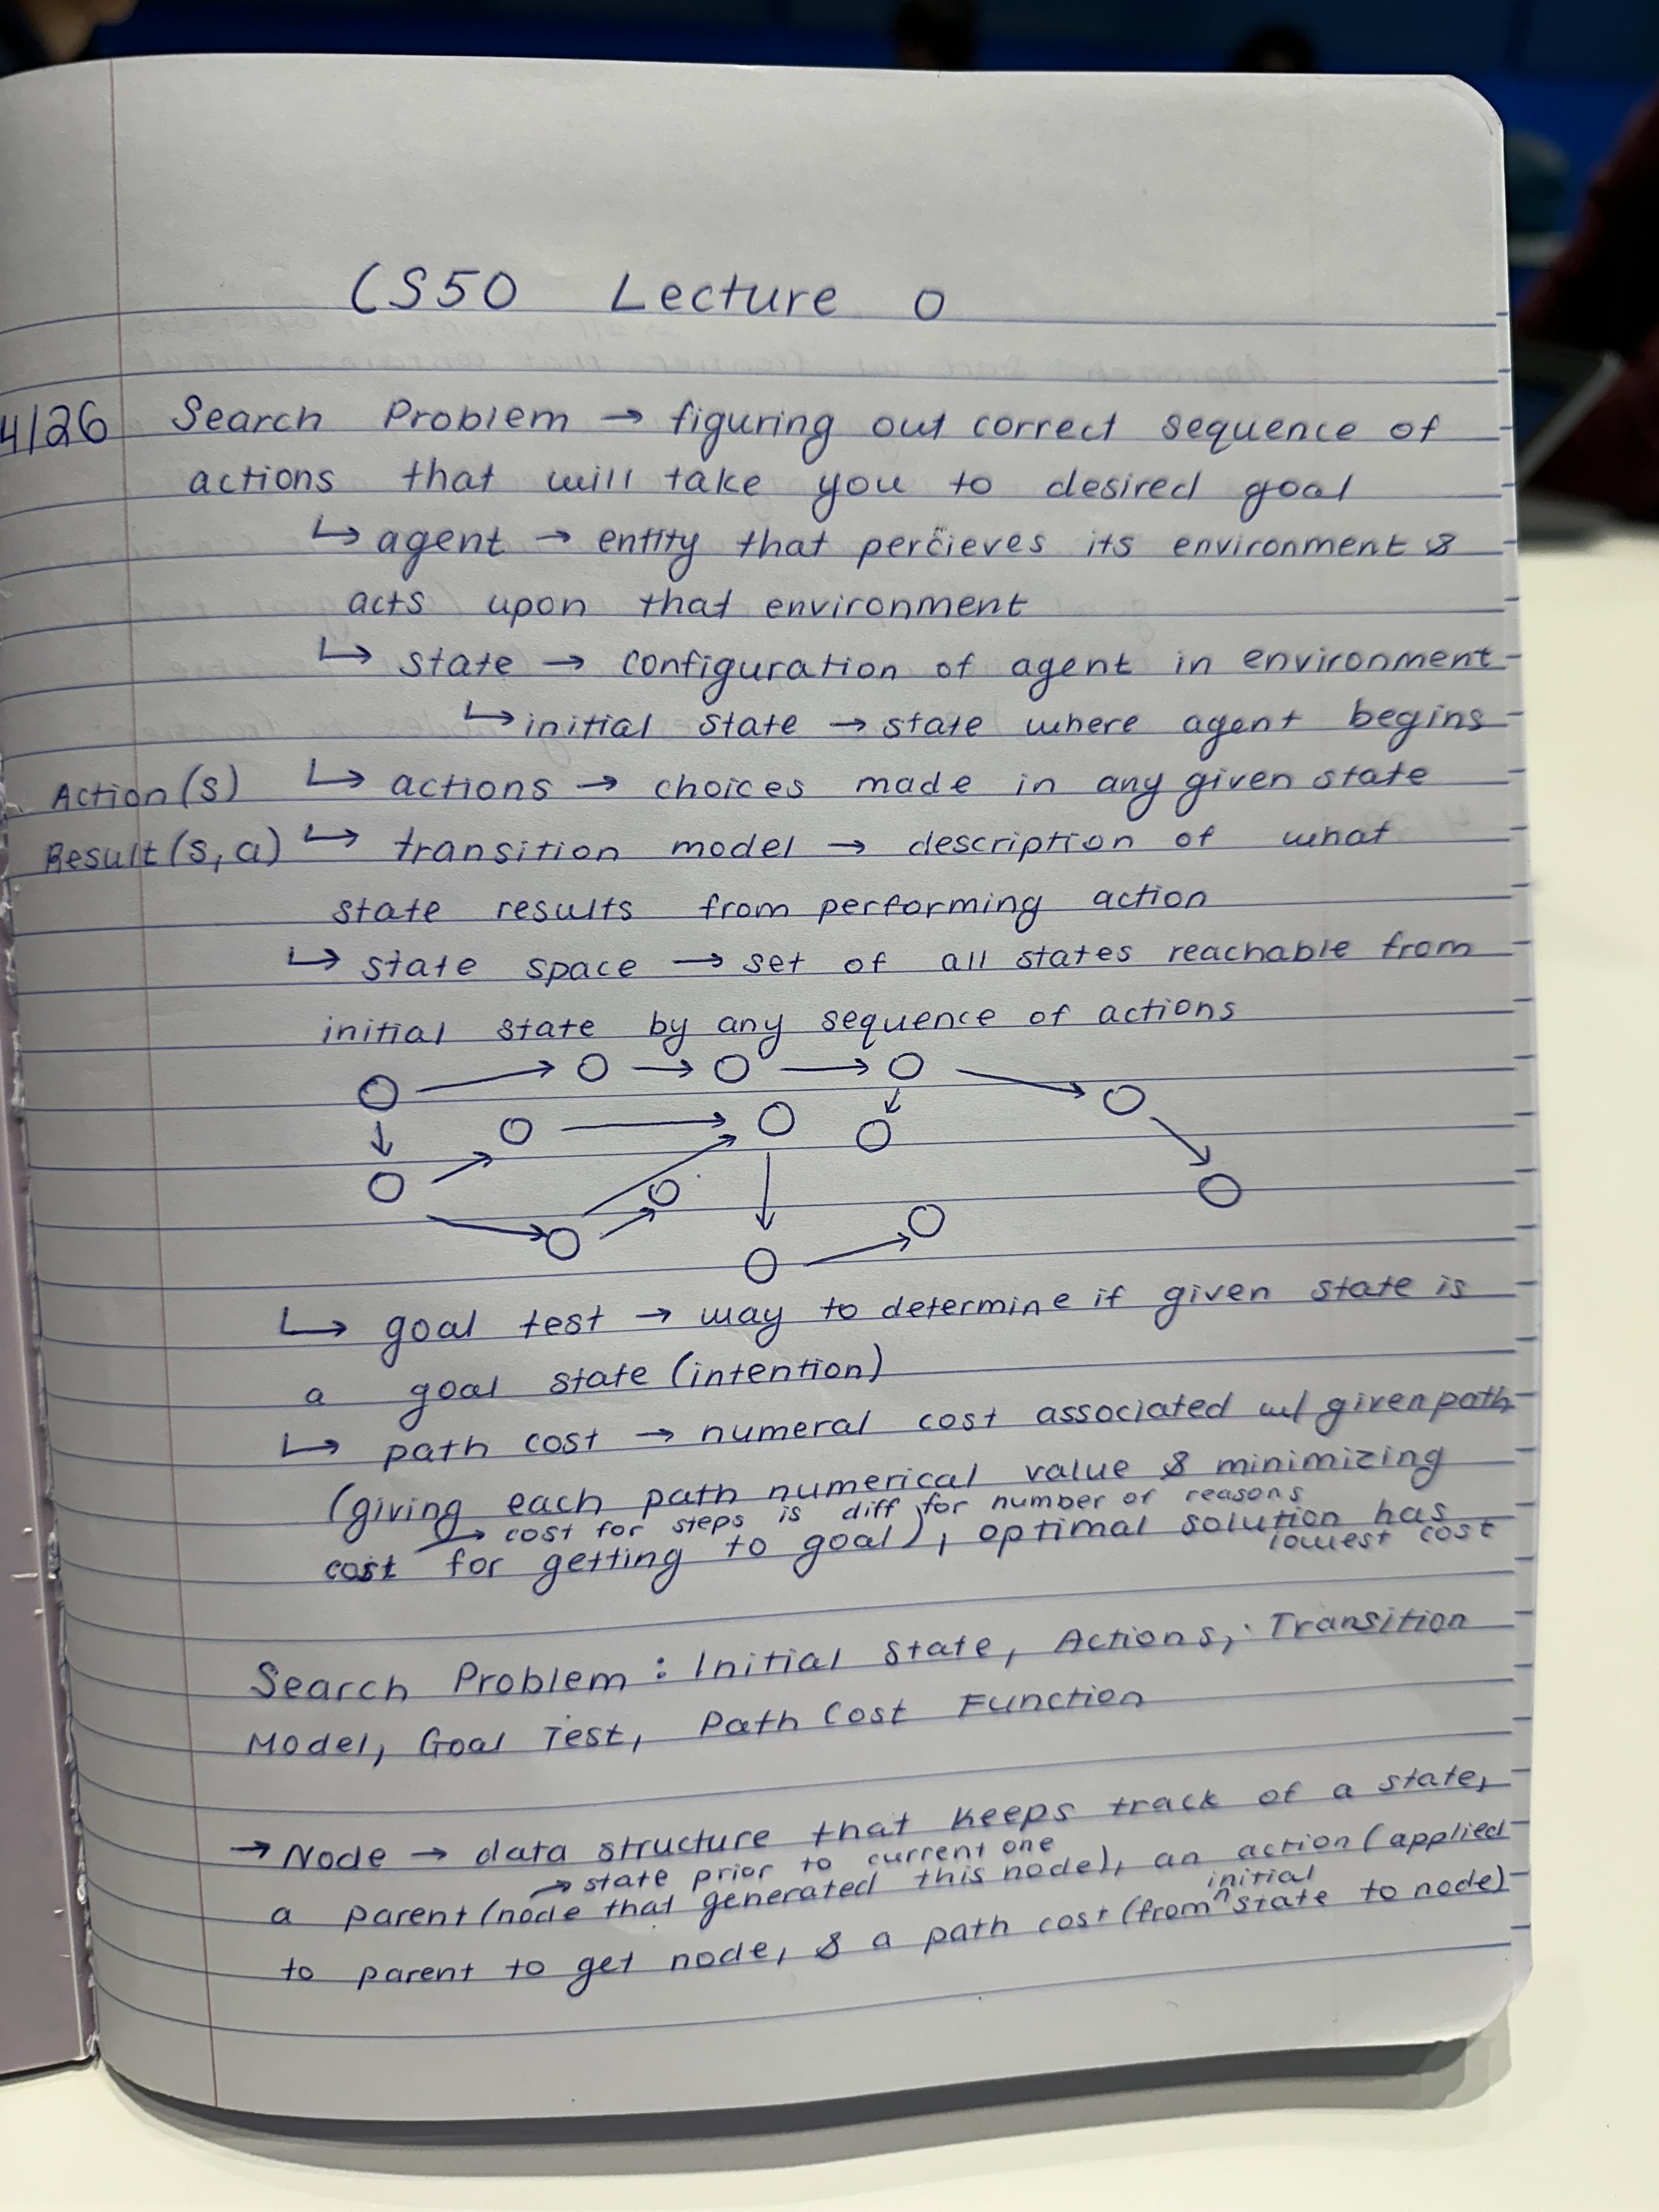 CS50 Lecture 0
4/26 Search Problem → figuring out correct sequence of
actions that will take you to desired goal
↳ agent → entity that percieves its environment &
acts upon that environment
↳ state → configuration of agent in environment
↳ initial state → state where agent begins
Action(s) ↳ actions → choices made in any given state
Result(s, a) ↳ transition model → description of what
state results from performing action
↳ state space → set of all states reachable from
initial state by any sequence of actions
↳ goal test → way to determine if given state is
a goal state (intention)
↳ path cost → numeral cost associated w/ given path
(giving each path numerical value & minimizing
→ cost for steps is diff for number of reasons
cost for getting to goal), optimal solution has
lowest cost
Search Problem: Initial State, Actions, Transition
Model, Goal Test, Path Cost Function
→ Node → data structure that keeps track of a state,
→ state prior to current one
a parent (node that generated this node), an action (applied
initial
to parent to get node, & a path cost (from ^ state to node)